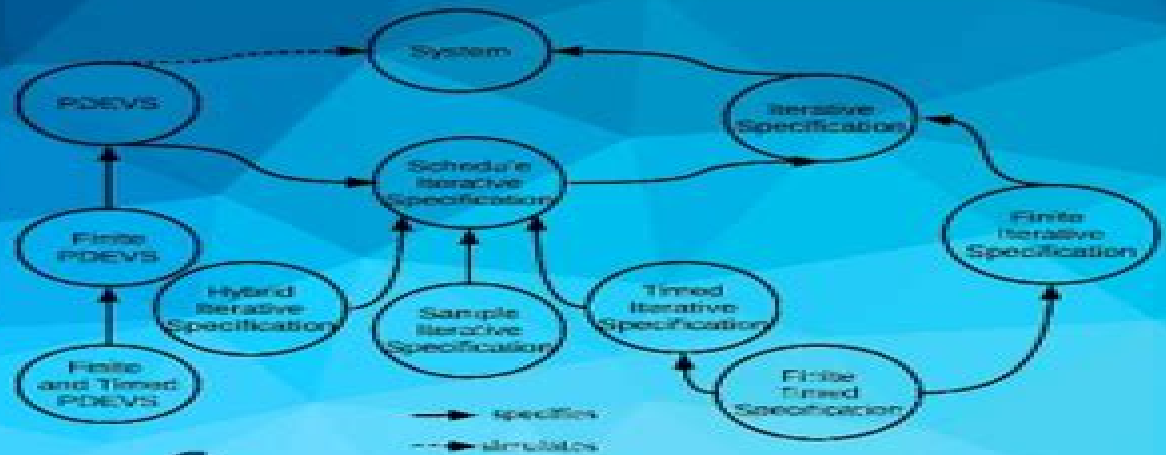 System
PDEVS
Iterative
Specification
Schedule
Iterative
Specification
Finite
Iterative
Specification
Finite
PDEVS
Hybrid
Iterative
Specification
Sample
Iterative
Specification
Timed
Iterative
Specification
Finite
and Timed
PDEVS
Finite
Timed
Specification
specifies
simulates